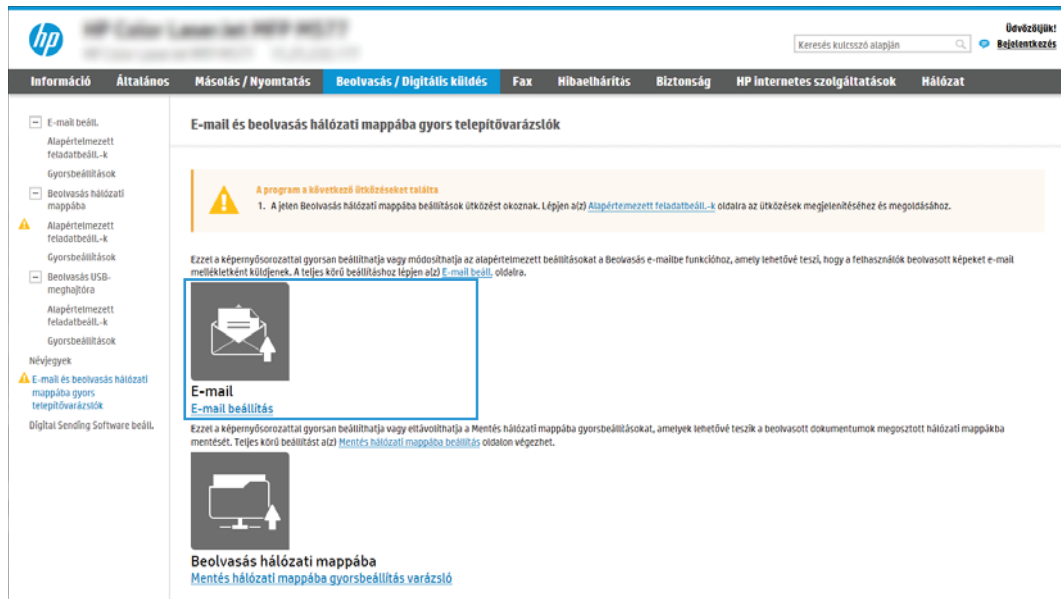 hp
Üdvözöljük!
Keresés kulcsszó alapján
Bejelentkezés
Információ Általános Másolás / Nyomtatás Beolvasás / Digitális küldés Fax Hibaelhárítás Biztonság HP internetes szolgáltatások Hálózat
E-mail beáll.
Alapértelmezett
feladatbeáll.-k
Gyorsbeállítások
Beolvasás hálózati
mappába
Alapértelmezett
feladatbeáll.-k
Gyorsbeállítások
Beolvasás USB-
meghajtóra
Alapértelmezett
feladatbeáll.-k
Gyorsbeállítások
Névjegyek
E-mail és beolvasás hálózati
mappába gyors
telepítővarázslók
Digital Sending Software beáll.
E-mail és beolvasás hálózati mappába gyors telepítővarázslók
A program a következő ütközéseket találta
1. A jelen Beolvasás hálózati mappába beállítások ütközést okoznak. Lépjen a(z) Alapértemezett feladatbeáll.-k oldalra az ütközések megjelenítéséhez és megoldásához.
Ezzel a képernyősorozattal gyorsan beállíthatja vagy módosíthatja az alapértelmezett beállításokat a Beolvasás e-mailbe funkcióhoz, amely lehetővé teszi, hogy a felhasználók beolvasott képeket e-mail
mellékletként küldjenek. A teljes körű beállításhoz lépjen a(z) E-mail beáll. oldalra.
E-mail
E-mail beállítás
Ezzel a képernyősorozattal gyorsan beállíthatja vagy eltávolíthatja a Mentés hálózati mappába gyorsbeállításokat, amelyek lehetővé teszik a beolvasott dokumentumok megosztott hálózati mappákba
mentését. Teljes körű beállítást a(z) Mentés hálózati mappába beállítás oldalon végezhet.
Beolvasás hálózati mappába
Mentés hálózati mappába gyorsbeállítás varázsló